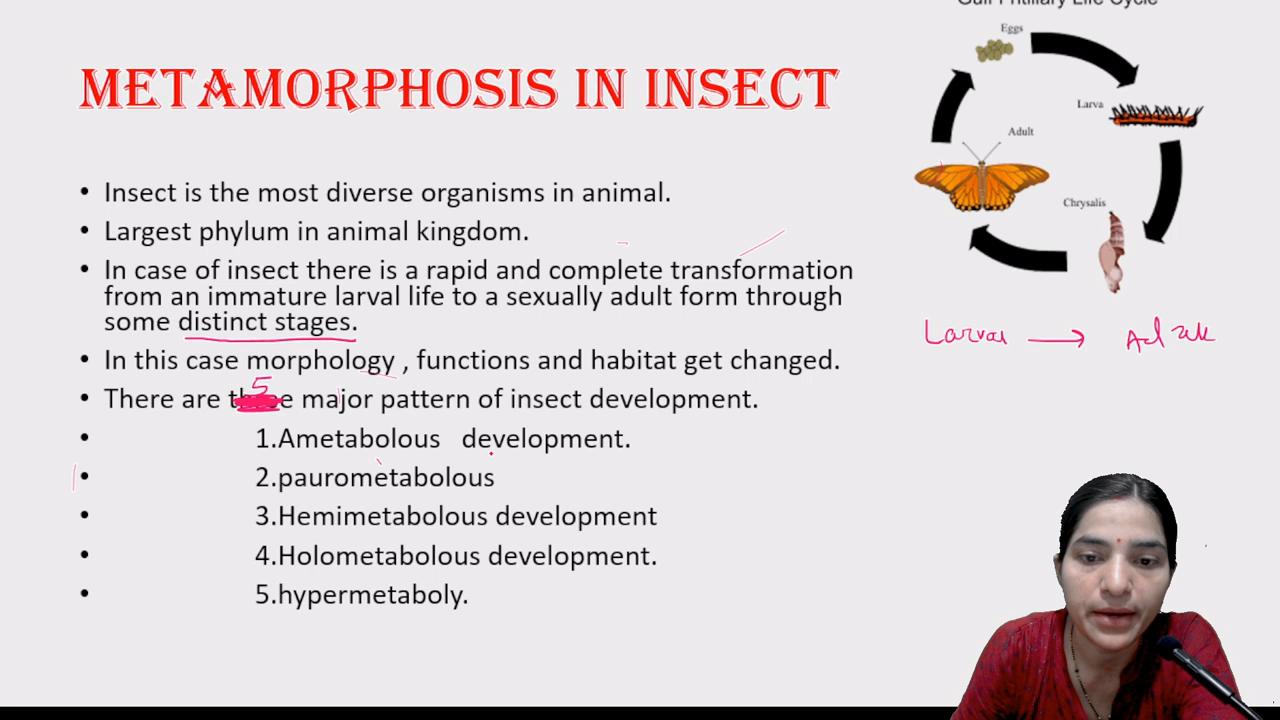 METAMORPHOSIS IN INSECT
• Insect is the most diverse organisms in animal.
• Largest phylum in animal kingdom.
• In case of insect there is a rapid and complete transformation
from an immature larval life to a sexually adult form through
some distinct stages.
• In this case morphology , functions and habitat get changed.
5
• There are major pattern of insect development.
• 1.Ametabolous development.
• 2.paurometabolous
• 3.Hemimetabolous development
• 4.Holometabolous development.
• 5.hypermetaboly.
Life Cycle
Eggs
Larva
Adult
Chrysalis
Larvae → Adult